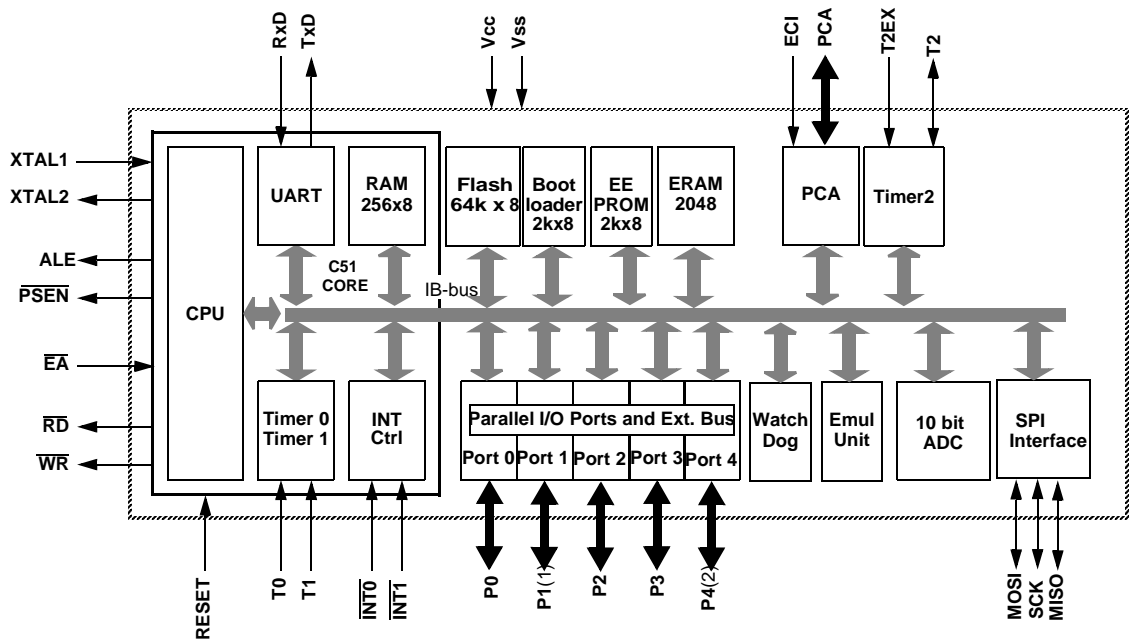 RxD
TxD
Vcc
Vss
ECI
PCA
T2EX
T2
XTAL1
XTAL2
ALE
PSEN
EA
RD
WR
CPU
UART
RAM
256x8
C51
CORE
IB-bus
Flash
64k x 8
Boot
loader
2kx8
EE
PROM
2kx8
ERAM
2048
PCA
Timer2
Timer 0
Timer 1
INT
Ctrl
Parallel I/O Ports and Ext. Bus
Port 0
Port 1
Port 2
Port 3
Port 4
Watch
Dog
Emul
Unit
10 bit
ADC
SPI
Interface
RESET
T0
T1
INT0
INT1
P0
P1(1)
P2
P3
P4(2)
MOSI
SCK
MISO